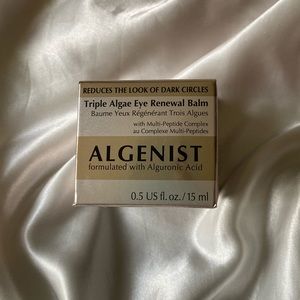 REDUCES THE LOOK OF DARK CIRCLES
Triple Algae Eye Renewal Balm
Baume Yeux Régénérant Trois Algues
with Multi-Peptide Complex
au Complexe Multi-Peptides
ALGENIST
formulated with Alguronic Acid
0.5 US fl. oz./15 ml